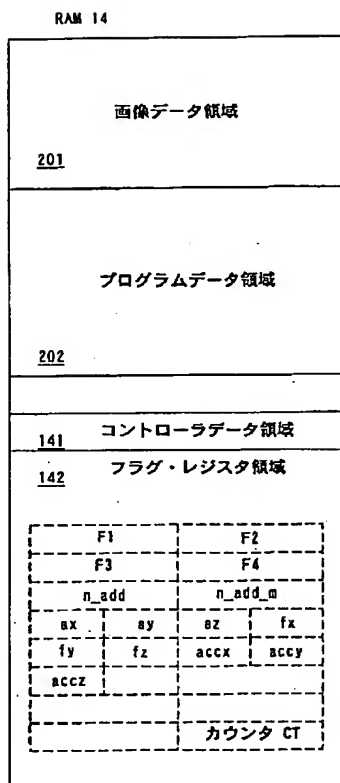 RAM 14
画像データ領域
201
プログラムデータ領域
202
141 コントローラデータ領域
142 フラグ・レジスタ領域
F1 F2
F3 F4
n_add n_add_m
ax ay az fx
fy fz accx accy
accz
カウンタ CT